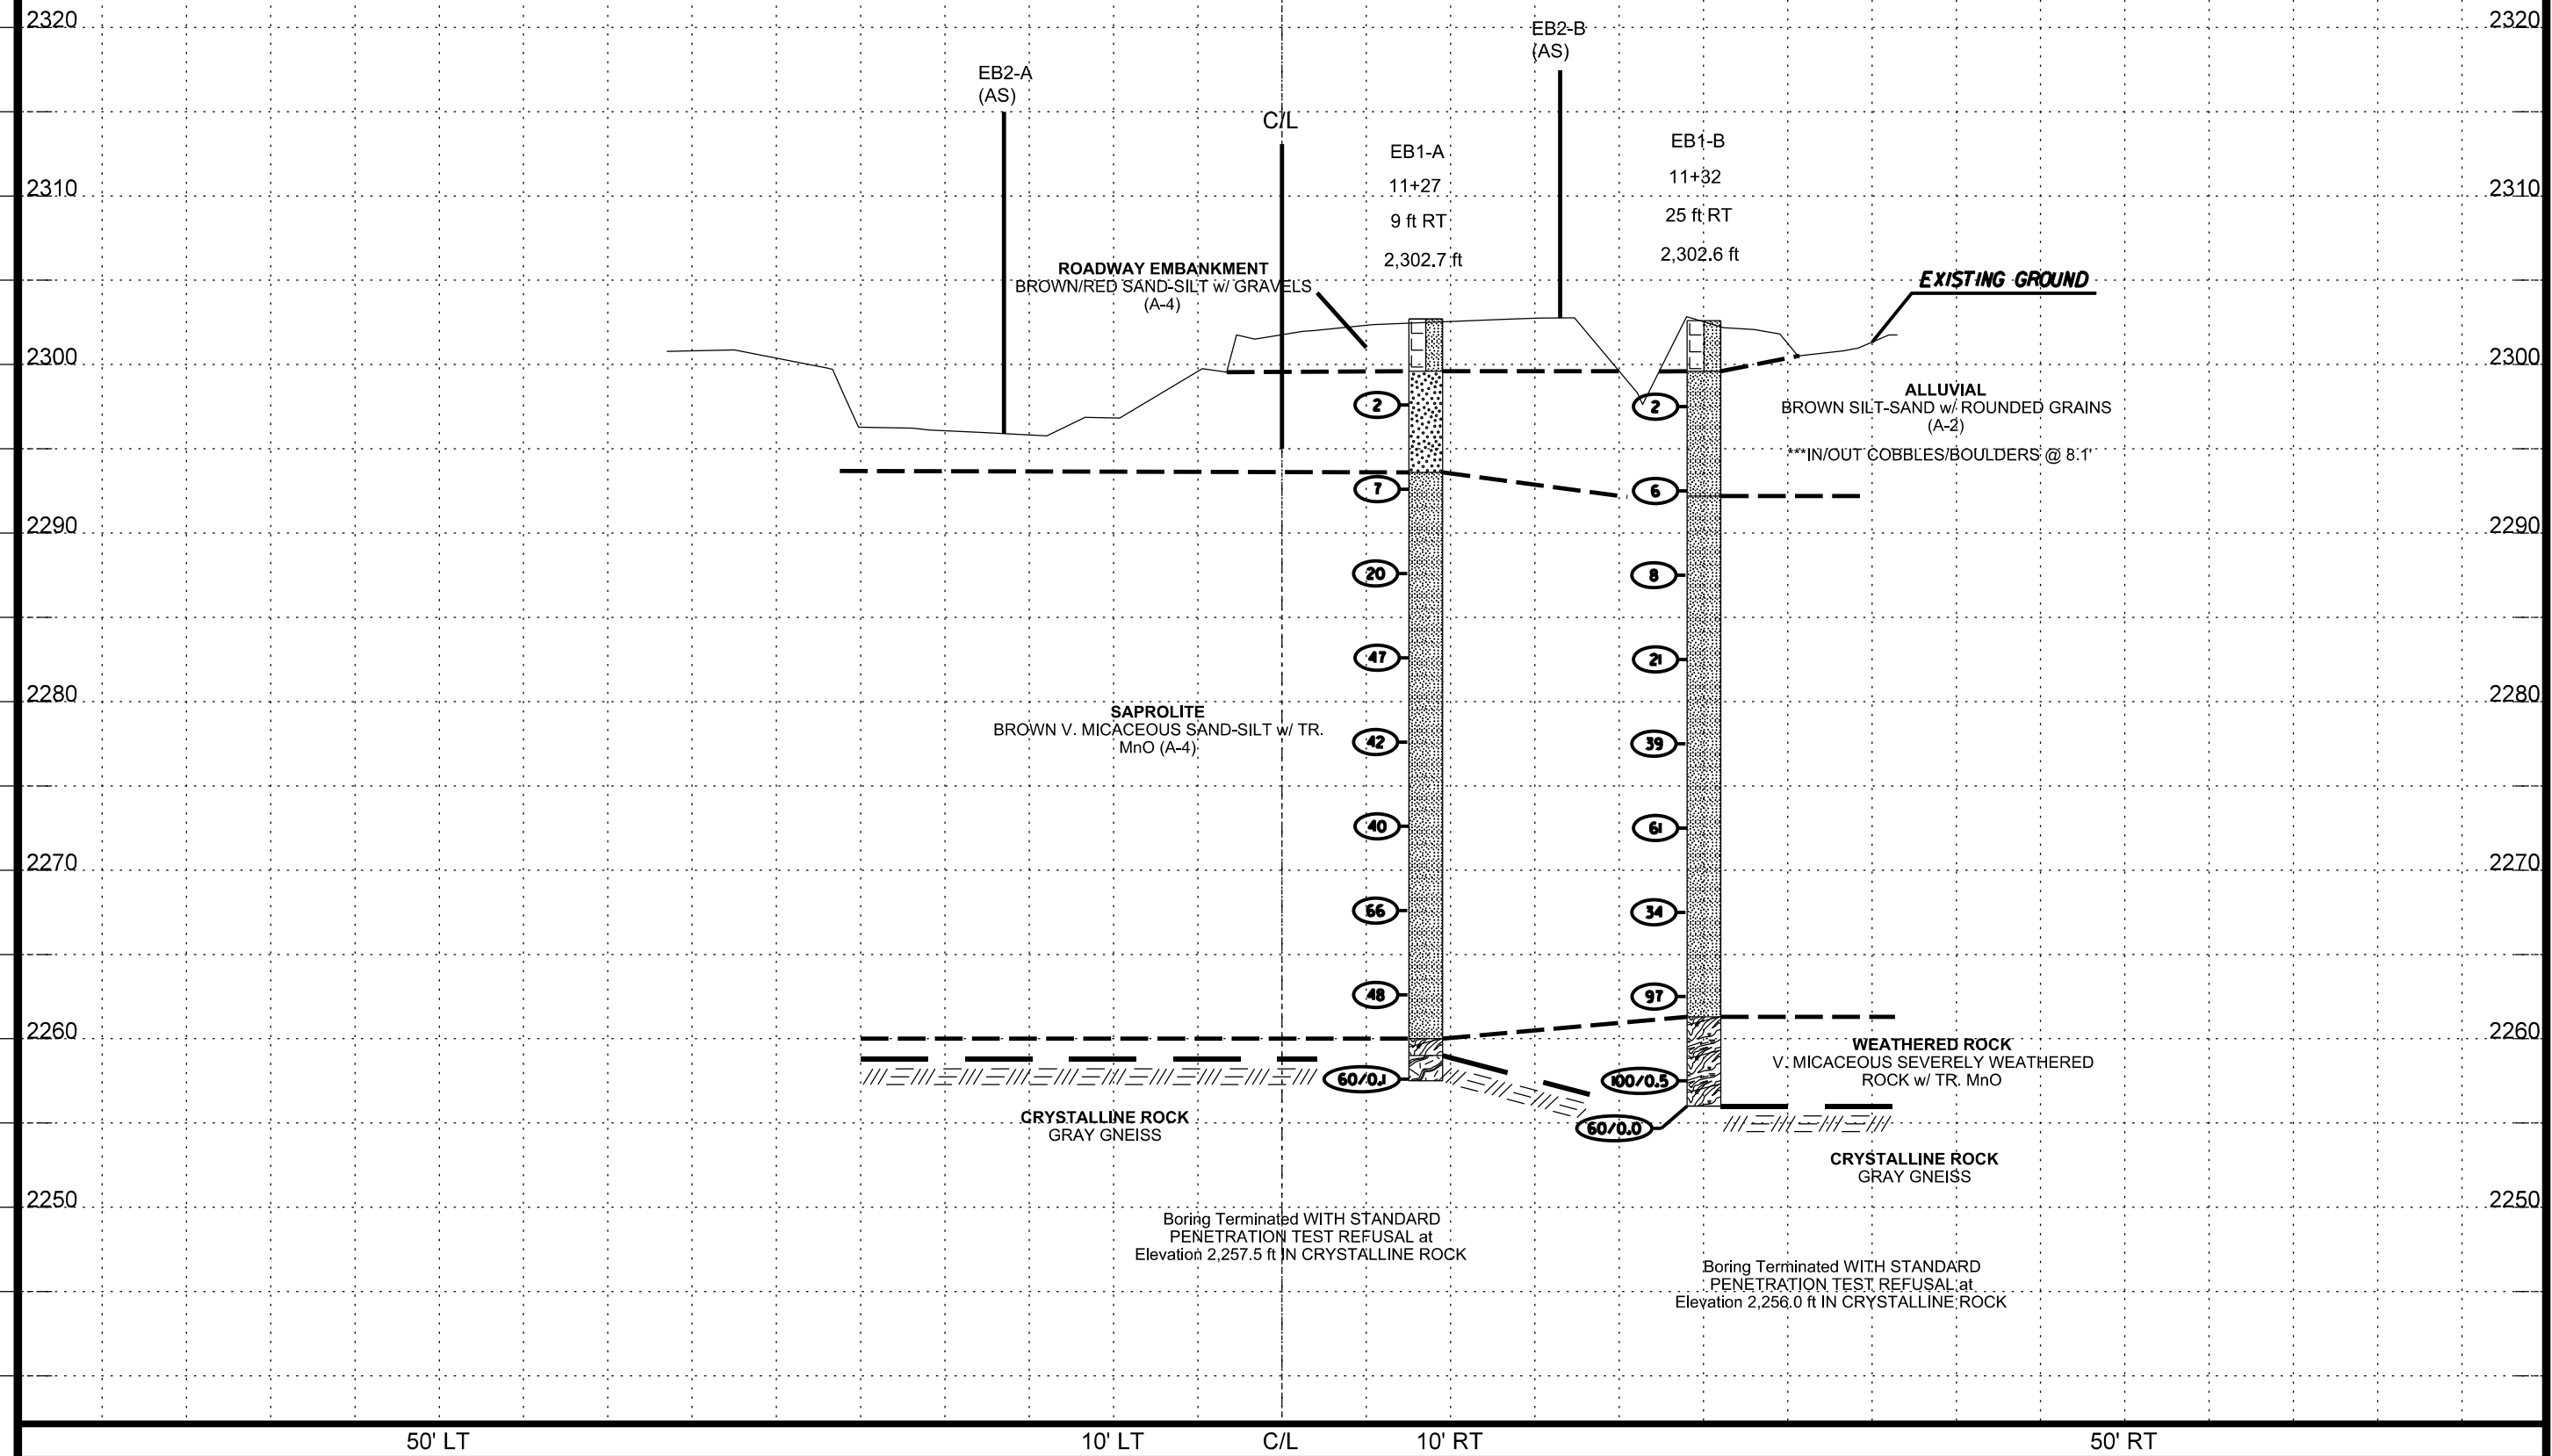 2320
2320
EB2-B
(AS)
EB2-A
(AS)
C/L
EB1-A
11+27
9 ft RT
2,302.7 ft
EB1-B
11+32
25 ft RT
2,302.6 ft
2310
2310
ROADWAY EMBANKMENT
BROWN/RED SAND-SILT w/ GRAVELS
(A-4)
EXISTING GROUND
2300
2300
ALLUVIAL
BROWN SILT-SAND w/ ROUNDED GRAINS
(A-2)
***IN/OUT COBBLES/BOULDERS @ 8.1'
2
2
7
6
2290
2290
20
8
47
21
2280
2280
SAPROLITE
BROWN V. MICACEOUS SAND-SILT w/ TR.
MnO (A-4)
42
39
40
61
2270
2270
66
34
48
97
2260
2260
WEATHERED ROCK
V. MICACEOUS SEVERELY WEATHERED
ROCK w/ TR. MnO
60/0.1
100/0.5
60/0.0
CRYSTALLINE ROCK
GRAY GNEISS
CRYSTALLINE ROCK
GRAY GNEISS
2250
2250
Boring Terminated WITH STANDARD
PENETRATION TEST REFUSAL at
Elevation 2,257.5 ft IN CRYSTALLINE ROCK
Boring Terminated WITH STANDARD
PENETRATION TEST REFUSAL at
Elevation 2,256.0 ft IN CRYSTALLINE ROCK
50' LT
10' LT
C/L
10' RT
50' RT